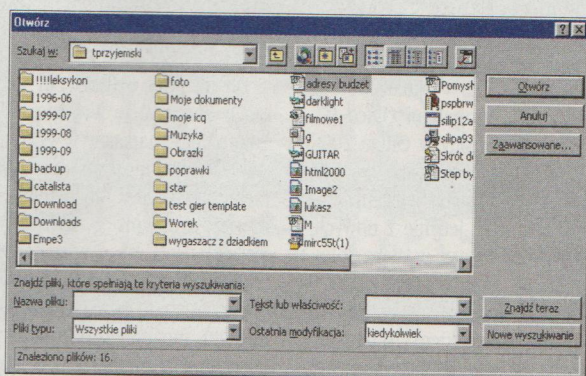 Otwórz
Szukaj w: tprzyjemski
!!!!leksykon
1996-06
1999-07
1999-08
1999-09
backup
catalista
Download
Downloads
Empe3
foto
Moje dokumenty
moje icq
Muzyka
Obrazki
poprawki
star
test gier template
Worek
wygaszacz z dziadkiem
adresy budzet
darklight
filmowe1
g
GUITAR
html2000
Image2
lukasz
M
mirc55t(1)
Pomysł
pspbrw
silip12a
silipa93
Skrót do
Step by
Otwórz
Anuluj
Zaawansowane...
Znajdź pliki, które spełniają te kryteria wyszukiwania:
Nazwa pliku: Tekst lub właściwość: Znajdź teraz
Pliki typu: Wszystkie pliki Ostatnia modyfikacja: kiedykolwiek Nowe wyszukiwanie
Znaleziono plików: 16.